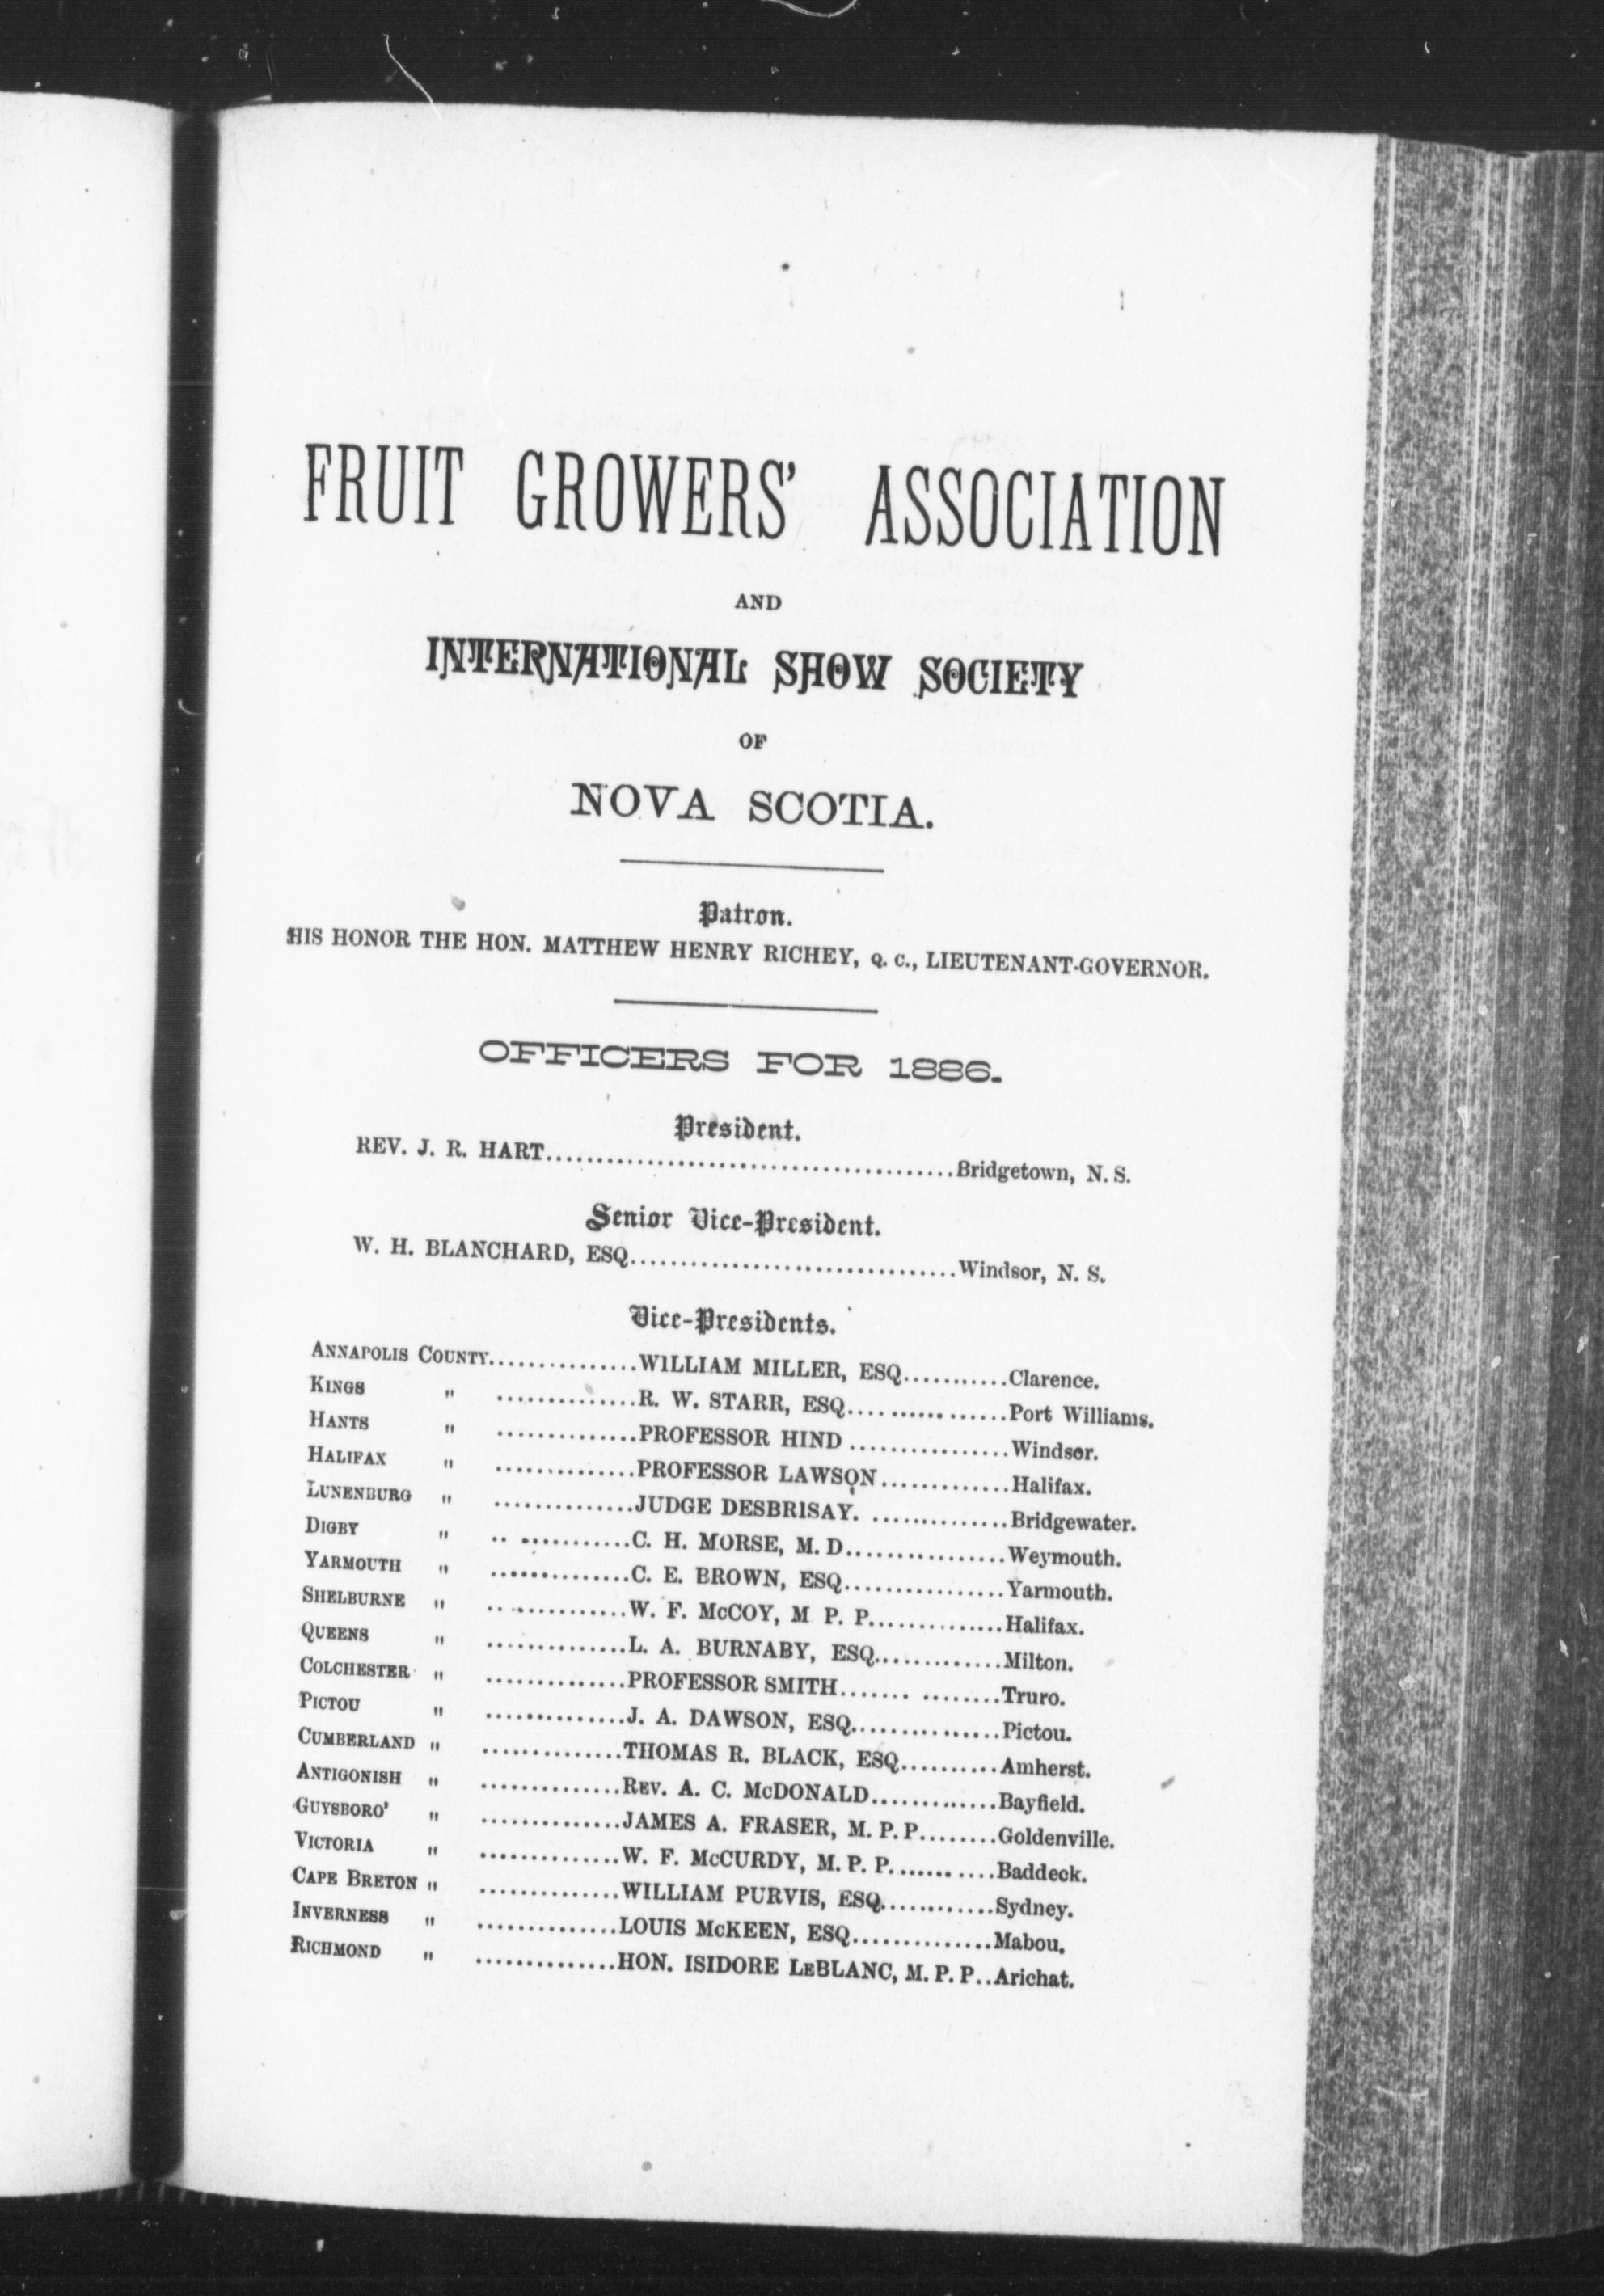 FRUIT GROWERS' ASSOCIATION
AND
INTERNATIONAL SHOW SOCIETY
OF
NOVA SCOTIA.
Patron.
HIS HONOR THE HON. MATTHEW HENRY RICHEY, Q. C., LIEUTENANT-GOVERNOR.
OFFICERS FOR 1886.
President.
REV. J. R. HART........................................Bridgetown, N. S.
Senior Vice-President.
W. H. BLANCHARD, ESQ.................................Windsor, N. S.
Vice-Presidents.
ANNAPOLIS COUNTY...............WILLIAM MILLER, ESQ...........Clarence.
KINGS " ..............R. W. STARR, ESQ................Port Williams.
HANTS " ..............PROFESSOR HIND ................Windsor.
HALIFAX " ..............PROFESSOR LAWSON.............Halifax.
LUNENBURG " ..............JUDGE DESBRISAY. ..............Bridgewater.
DIGBY " .. ...........C. H. MORSE, M. D................Weymouth.
YARMOUTH " ..............C. E. BROWN, ESQ................Yarmouth.
SHELBURNE " ..............W. F. McCOY, M P. P..............Halifax.
QUEENS " ..............L. A. BURNABY, ESQ.............Milton.
COLCHESTER " ..............PROFESSOR SMITH....... ........Truro.
PICTOU " ..............J. A. DAWSON, ESQ...............Pictou.
CUMBERLAND " ..............THOMAS R. BLACK, ESQ..........Amherst.
ANTIGONISH " ..............REV. A. C. McDONALD.............Bayfield.
GUYSBORO' " ..............JAMES A. FRASER, M. P. P........Goldenville.
VICTORIA " ..............W. F. McCURDY, M. P. P...........Baddeck.
CAPE BRETON " ..............WILLIAM PURVIS, ESQ............Sydney.
INVERNESS " ..............LOUIS McKEEN, ESQ..............Mabou.
RICHMOND " ..............HON. ISIDORE LEBLANC, M. P. P..Arichat.